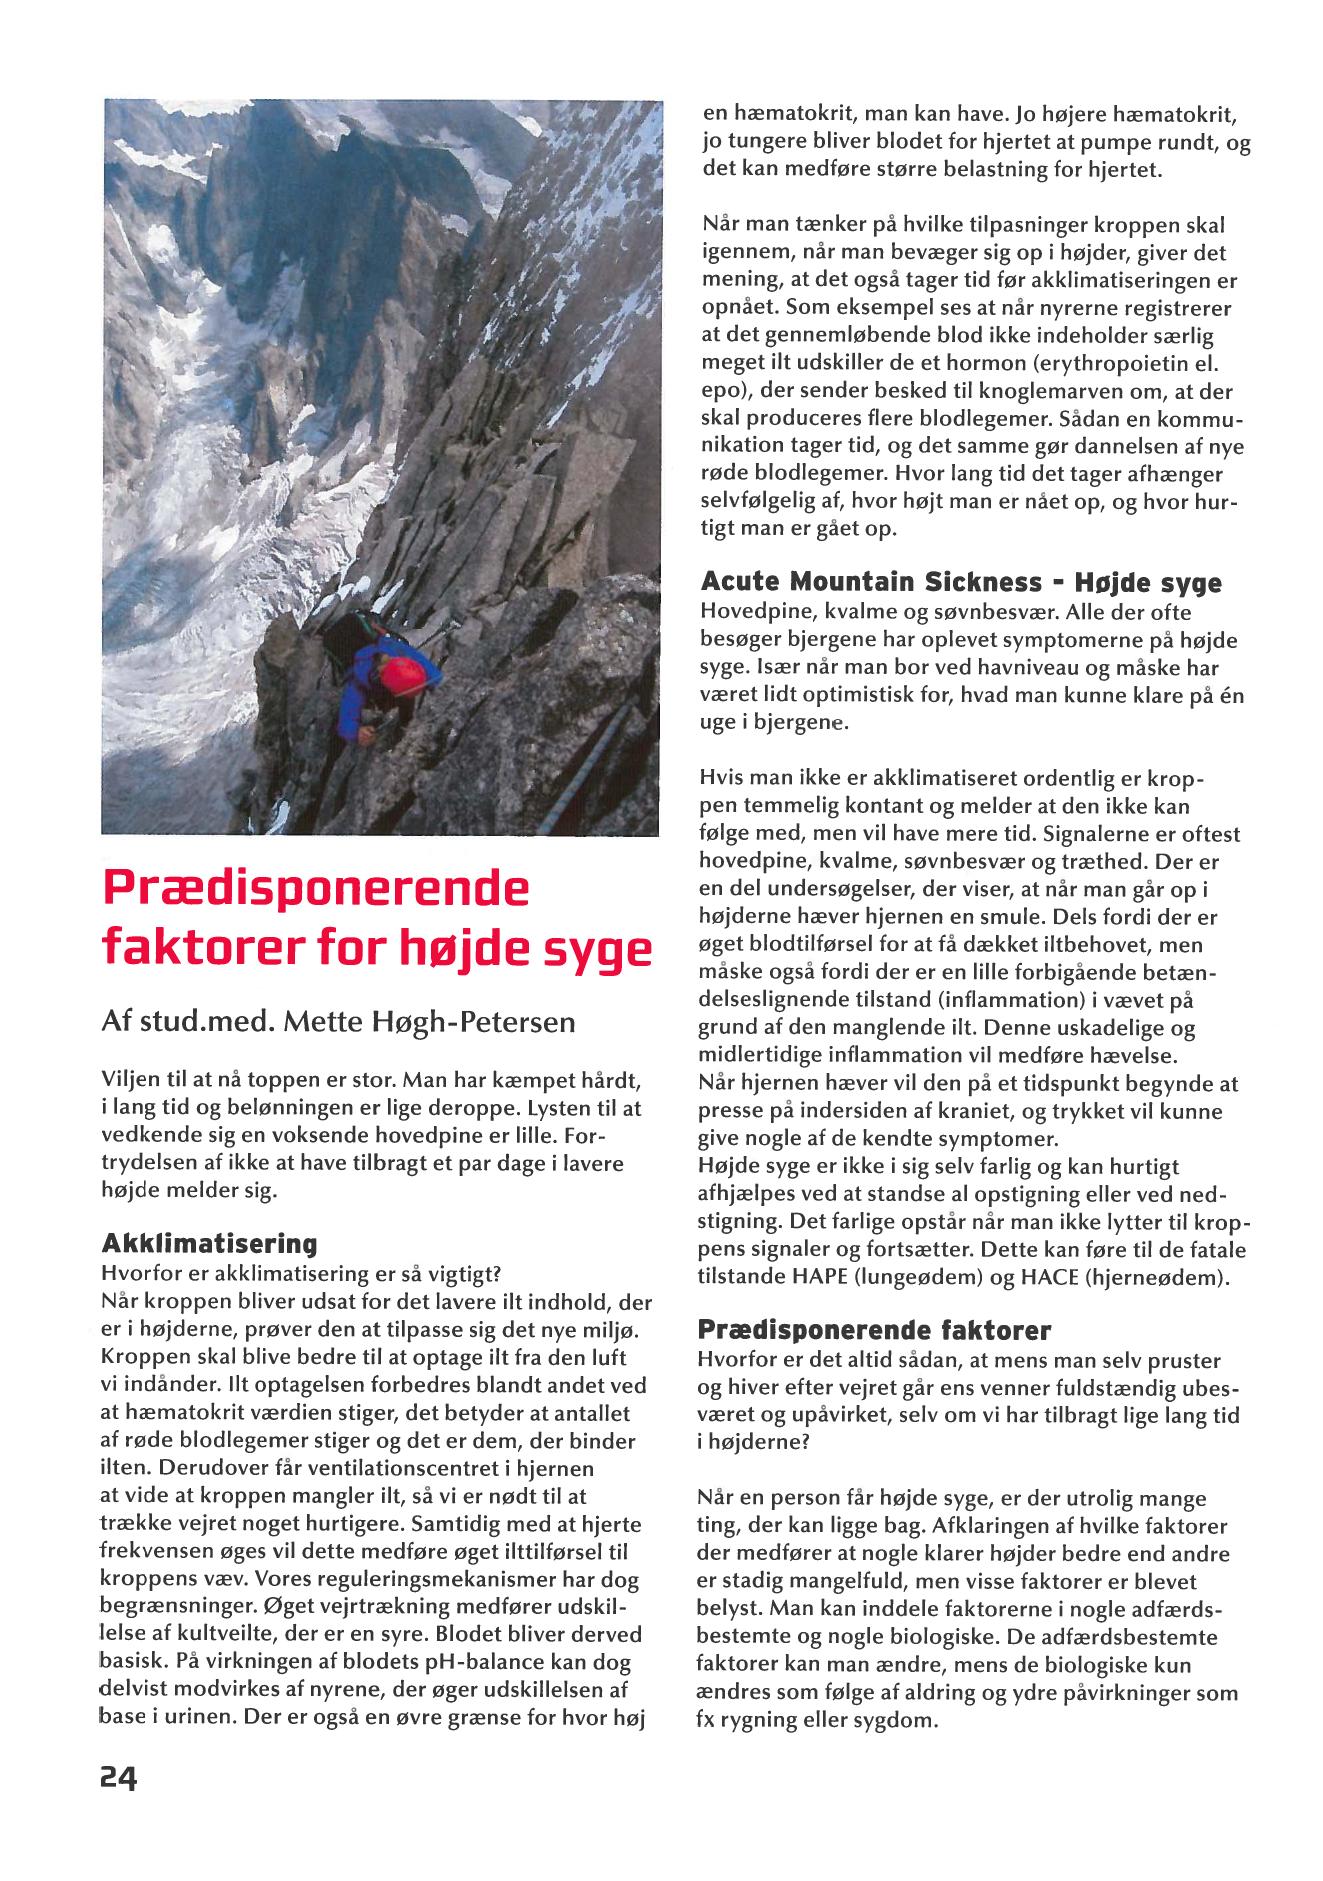 Prædisponerende
faktorer for højde syge
Af stud.med. Mette Høgh-Petersen
Viljen til at nå toppen er stor. Man har kæmpet hårdt,
i lang tid og belønningen er lige deroppe. Lysten til at
vedkende sig en voksende hovedpine er lille. For-
trydelsen af ikke at have tilbragt et par dage i lavere
højde melder sig.
Akklimatisering
Hvorfor er akklimatisering er så vigtigt?
Når kroppen bliver udsat for det lavere ilt indhold, der
er i højderne, prøver den at tilpasse sig det nye miljø.
Kroppen skal blive bedre til at optage ilt fra den luft
vi indånder. Ilt optagelsen forbedres blandt andet ved
at hæmatokrit værdien stiger, det betyder at antallet
af røde blodlegemer stiger og det er dem, der binder
ilten. Derudover får ventilationscentret i hjernen
at vide at kroppen mangler ilt, så vi er nødt til at
trække vejret noget hurtigere. Samtidig med at hjerte
frekvensen øges vil dette medføre øget ilttilførsel til
kroppens væv. Vores reguleringsmekanismer har dog
begrænsninger. Øget vejrtrækning medfører udskil-
lelse af kultveilte, der er en syre. Blodet bliver derved
basisk. På virkningen af blodets pH-balance kan dog
delvist modvirkes af nyrene, der øger udskillelsen af
base i urinen. Der er også en øvre grænse for hvor høj
en hæmatokrit, man kan have. Jo højere hæmatokrit,
jo tungere bliver blodet for hjertet at pumpe rundt, og
det kan medføre større belastning for hjertet.
Når man tænker på hvilke tilpasninger kroppen skal
igennem, når man bevæger sig op i højder, giver det
mening, at det også tager tid før akklimatiseringen er
opnået. Som eksempel ses at når nyrerne registrerer
at det gennemløbende blod ikke indeholder særlig
meget ilt udskiller de et hormon (erythropoietin el.
epo), der sender besked til knoglemarven om, at der
skal produceres flere blodlegemer. Sådan en kommu-
nikation tager tid, og det samme gør dannelsen af nye
røde blodlegemer. Hvor lang tid det tager afhænger
selvfølgelig af, hvor højt man er nået op, og hvor hur-
tigt man er gået op.
Acute Mountain Sickness - Højde syge
Hovedpine, kvalme og søvnbesvær. Alle der ofte
besøger bjergene har oplevet symptomerne på højde
syge. Især når man bor ved havniveau og måske har
været lidt optimistisk for, hvad man kunne klare på én
uge i bjergene.
Hvis man ikke er akklimatiseret ordentlig er krop-
pen temmelig kontant og melder at den ikke kan
følge med, men vil have mere tid. Signalerne er oftest
hovedpine, kvalme, søvnbesvær og træthed. Der er
en del undersøgelser, der viser, at når man går op i
højderne hæver hjernen en smule. Dels fordi der er
øget blodtilførsel for at få dækket iltbehovet, men
måske også fordi der er en lille forbigående betæn-
delseslignende tilstand (inflammation) i vævet på
grund af den manglende ilt. Denne uskadelige og
midlertidige inflammation vil medføre hævelse.
Når hjernen hæver vil den på et tidspunkt begynde at
presse på indersiden af kraniet, og trykket vil kunne
give nogle af de kendte symptomer.
Højde syge er ikke i sig selv farlig og kan hurtigt
afhjælpes ved at standse al opstigning eller ved ned-
stigning. Det farlige opstår når man ikke lytter til krop-
pens signaler og fortsætter. Dette kan føre til de fatale
tilstande HAPE (lungeødem) og HACE (hjerneødem).
Prædisponerende faktorer
Hvorfor er det altid sådan, at mens man selv pruster
og hiver efter vejret går ens venner fuldstændig ubes-
været og upåvirket, selv om vi har tilbragt lige lang tid
i højderne?
Når en person får højde syge, er der utrolig mange
ting, der kan ligge bag. Afklaringen af hvilke faktorer
der medfører at nogle klarer højder bedre end andre
er stadig mangelfuld, men visse faktorer er blevet
belyst. Man kan inddele faktorerne i nogle adfærds-
bestemte og nogle biologiske. De adfærdsbestemte
faktorer kan man ændre, mens de biologiske kun
ændres som følge af aldring og ydre påvirkninger som
fx rygning eller sygdom.
24